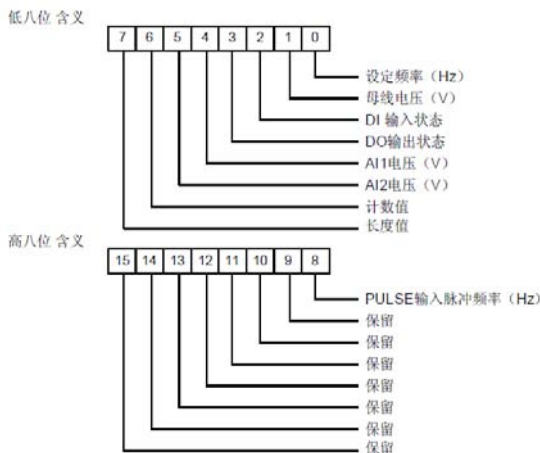 低八位 含义
7 6 5 4 3 2 1 0
设定频率（Hz）
母线电压（V）
DI 输入状态
DO输出状态
AI1电压（V）
AI2电压（V）
计数值
长度值
高八位 含义
15 14 13 12 11 10 9 8
PULSE输入脉冲频率（Hz）
保留
保留
保留
保留
保留
保留
保留